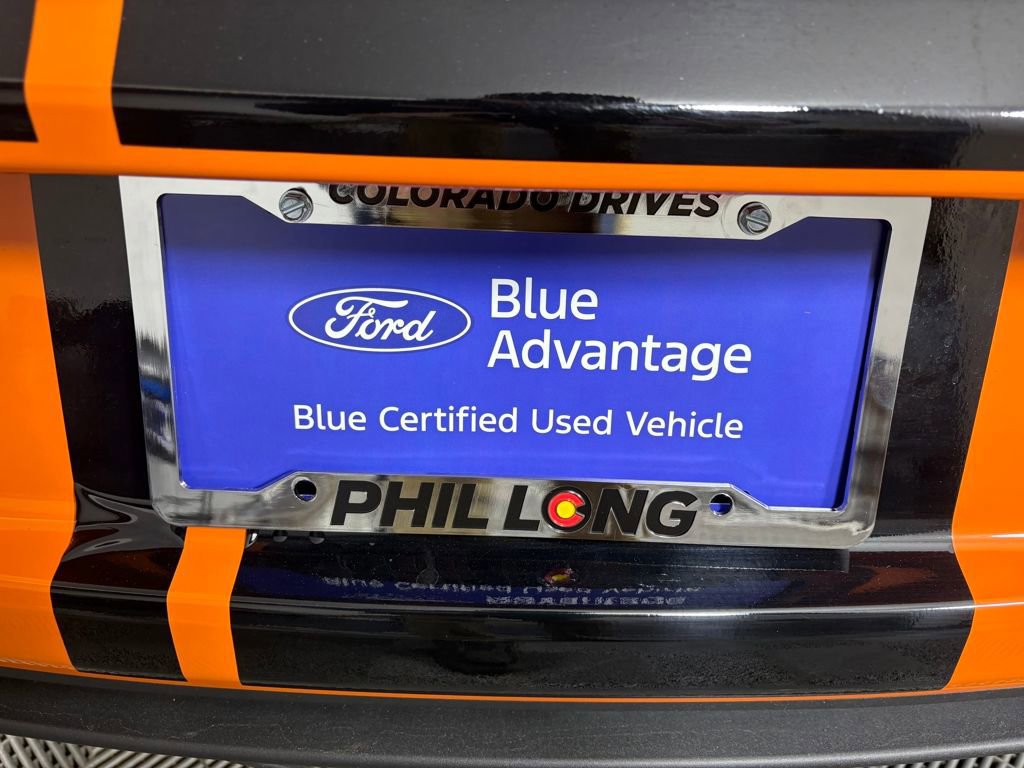 COLORADO DRIVES
Ford
Blue
Advantage
Blue Certified Used Vehicle
PHIL LONG